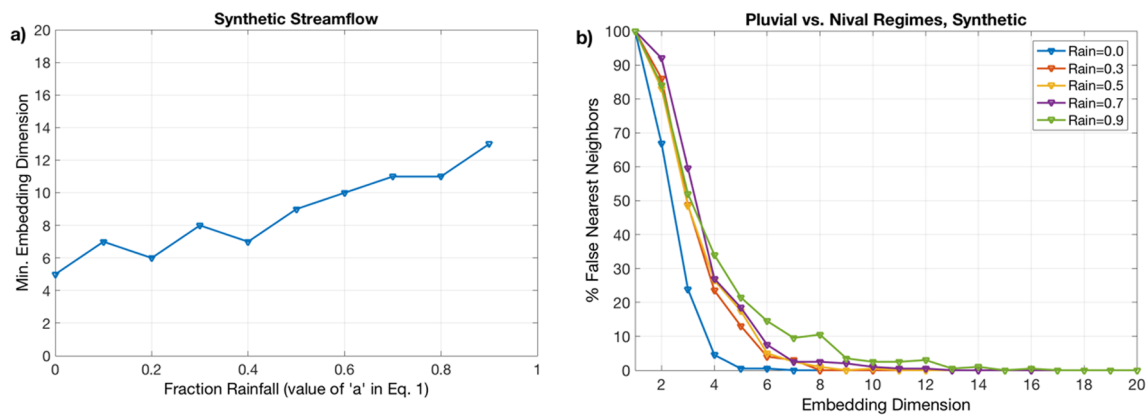 a)
Synthetic Streamflow
20
18
16
14
12
10
8
6
4
2
0
Min. Embedding Dimension
0 0.2 0.4 0.6 0.8 1
Fraction Rainfall (value of 'a' in Eq. 1)
b)
Pluvial vs. Nival Regimes, Synthetic
100
90
80
70
60
50
40
30
20
10
0
% False Nearest Neighbors
Rain=0.0
Rain=0.3
Rain=0.5
Rain=0.7
Rain=0.9
2 4 6 8 10 12 14 16 18 20
Embedding Dimension